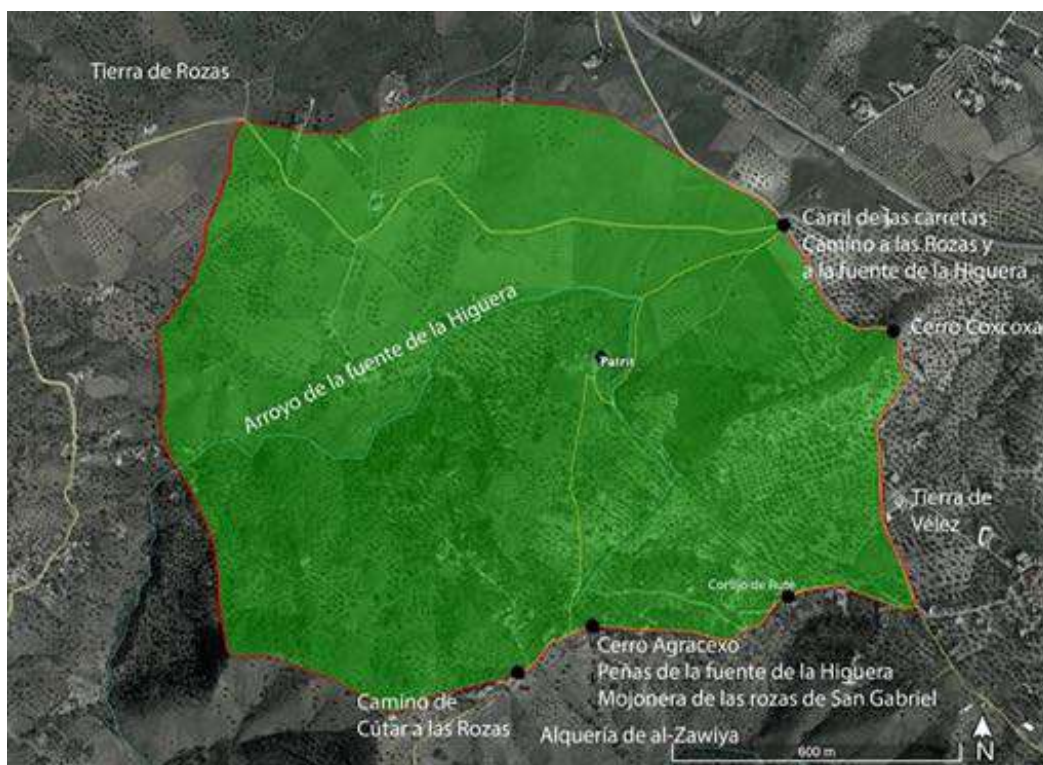 Tierra de Rozas
Carril de las carretas
Camino a las Rozas y
a la fuente de la Higuera
Cerro Coxcoxa
Arroyo de la fuente de la Higuera
Patrit
Tierra de
Vélez
Cortijo de Rute
Cerro Agracexo
Peñas de la fuente de la Higuera
Mojonera de las rozas de San Gabriel
Camino de
Cútar a las Rozas
Alquería de al-Zawiya
600 m
N